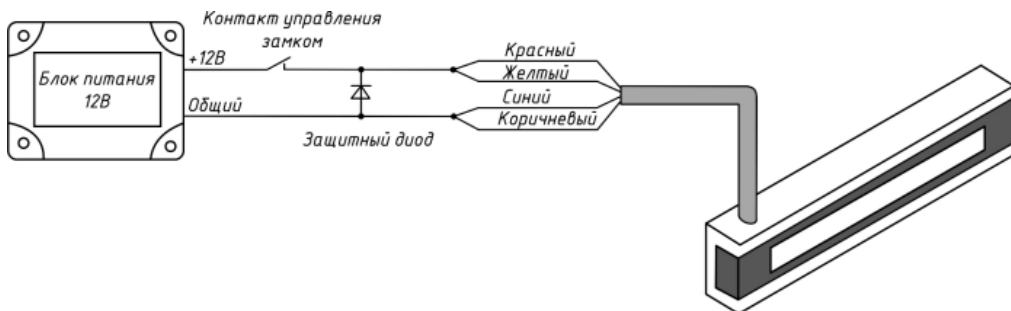 Контакт управления
замком
Красный
+12В
Желтый
Блок питания
12В
Синий
Общий
Коричневый
Защитный диод